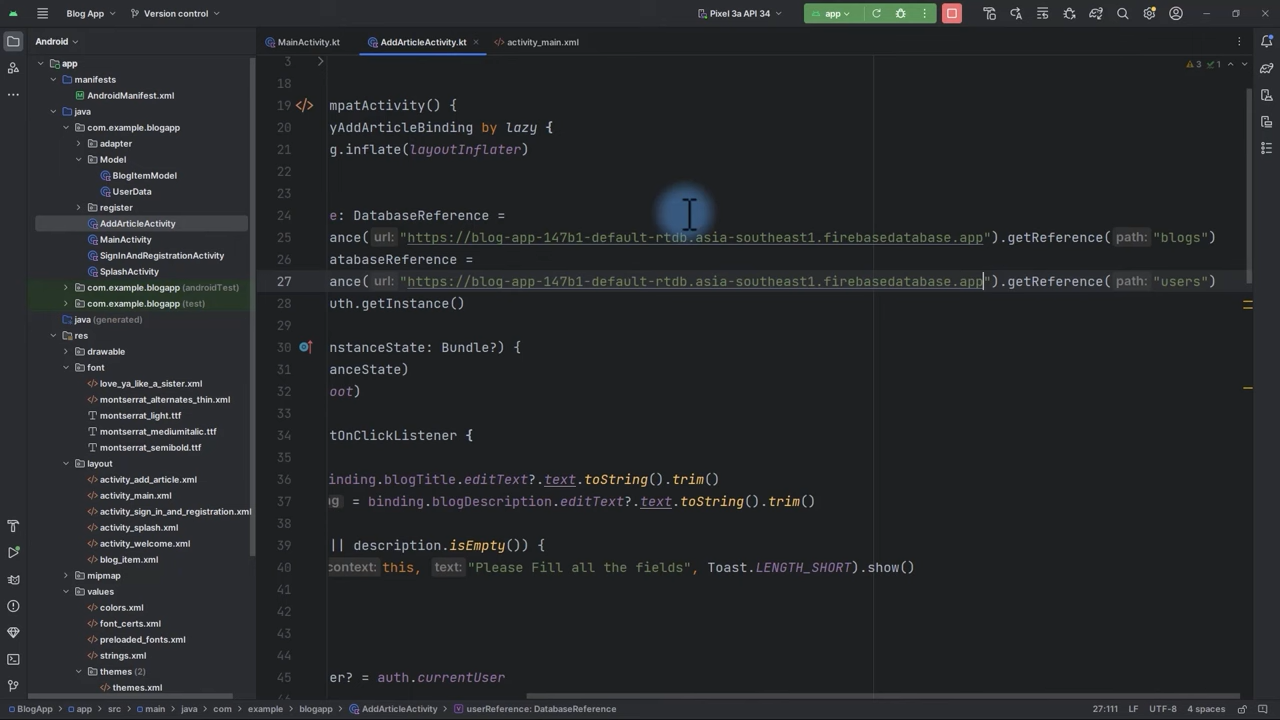 Blog App
Version control
Pixel 3a API 34
app
Android
MainActivity.kt
AddArticleActivity.kt
activity_main.xml
app
manifests
AndroidManifest.xml
java
com.example.blogapp
adapter
Model
BlogItemModel
UserData
register
AddArticleActivity
MainActivity
SignInAndRegistrationActivity
SplashActivity
com.example.blogapp (androidTest)
com.example.blogapp (test)
java (generated)
res
drawable
font
love_ya_like_a_sister.xml
montserrat_alternates_thin.xml
montserrat_light.ttf
montserrat_mediumitalic.ttf
montserrat_semibold.ttf
layout
activity_add_article.xml
activity_main.xml
activity_sign_in_and_registration.xml
activity_splash.xml
activity_welcome.xml
blog_item.xml
mipmap
values
colors.xml
font_certs.xml
preloaded_fonts.xml
strings.xml
themes (2)
themes.xml
3
3 1
18
19 mpatActivity() {
20 yAddArticleBinding by lazy {
21 g.inflate(layoutInflater)
22
23
24 e: DatabaseReference =
25 ance( url: "https://blog-app-147b1-default-rtdb.asia-southeast1.firebasedatabase.app").getReference( path: "blogs")
26 atabaseReference =
27 ance( url: "https://blog-app-147b1-default-rtdb.asia-southeast1.firebasedatabase.app").getReference( path: "users")
28 uth.getInstance()
29
30 nstanceState: Bundle?) {
31 anceState)
32 oot)
33
34 tOnClickListener {
35
36 inding.blogTitle.editText?.text.toString().trim()
37 ng = binding.blogDescription.editText?.text.toString().trim()
38
39 || description.isEmpty()) {
40 context: this, text: "Please Fill all the fields", Toast.LENGTH_SHORT).show()
41
42
43
44
45 er? = auth.currentUser
46
BlogApp > app > src > main > java > com > example > blogapp > AddArticleActivity > userReference: DatabaseReference
27:111 LF UTF-8 4 spaces